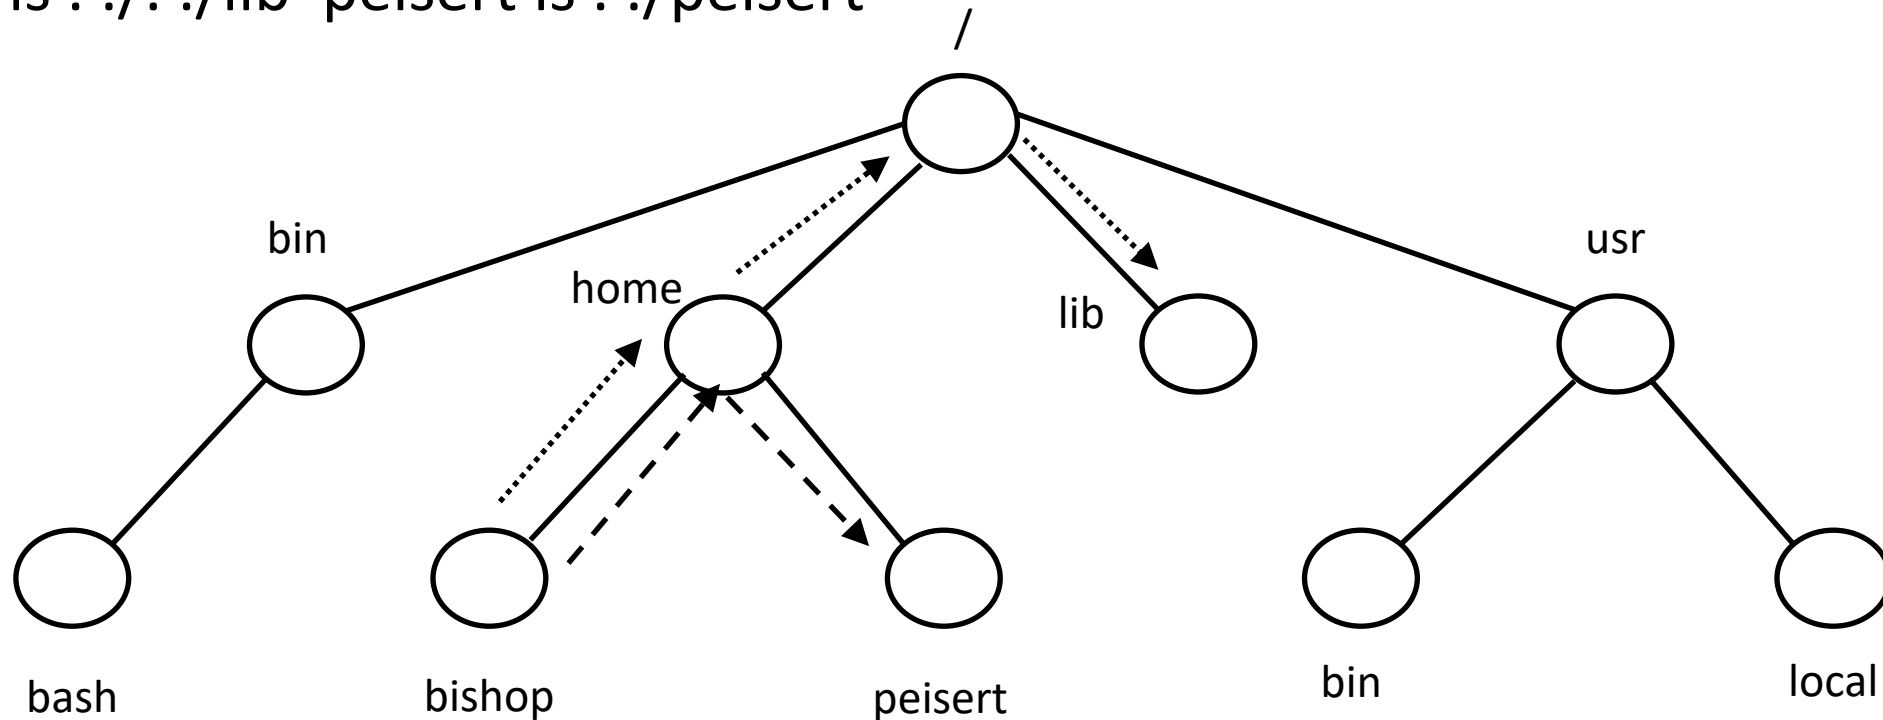 is ../../lib peisert is ../peisert
/
bin
usr
home
lib
bash
bishop
peisert
bin
local